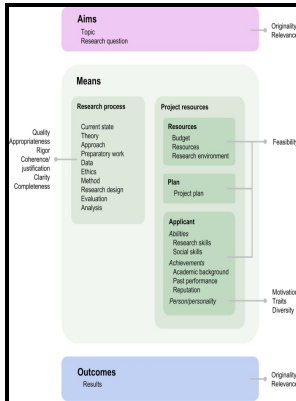 Aims
Topic
Research question
Originality
Relevance
Means
Research process
Current state
Theory
Approach
Preparatory work
Data
Ethics
Method
Research design
Evaluation
Analysis
Quality
Appropriateness
Rigor
Coherence/
justification
Clarity
Completeness
Project resources
Resources
Budget
Resources
Research environment
Plan
Project plan
Feasibility
Applicant
Abilities
Research skills
Social skills
Achievements
Academic background
Past performance
Reputation
Person/personality
Motivation
Traits
Diversity
Outcomes
Results
Originality
Relevance